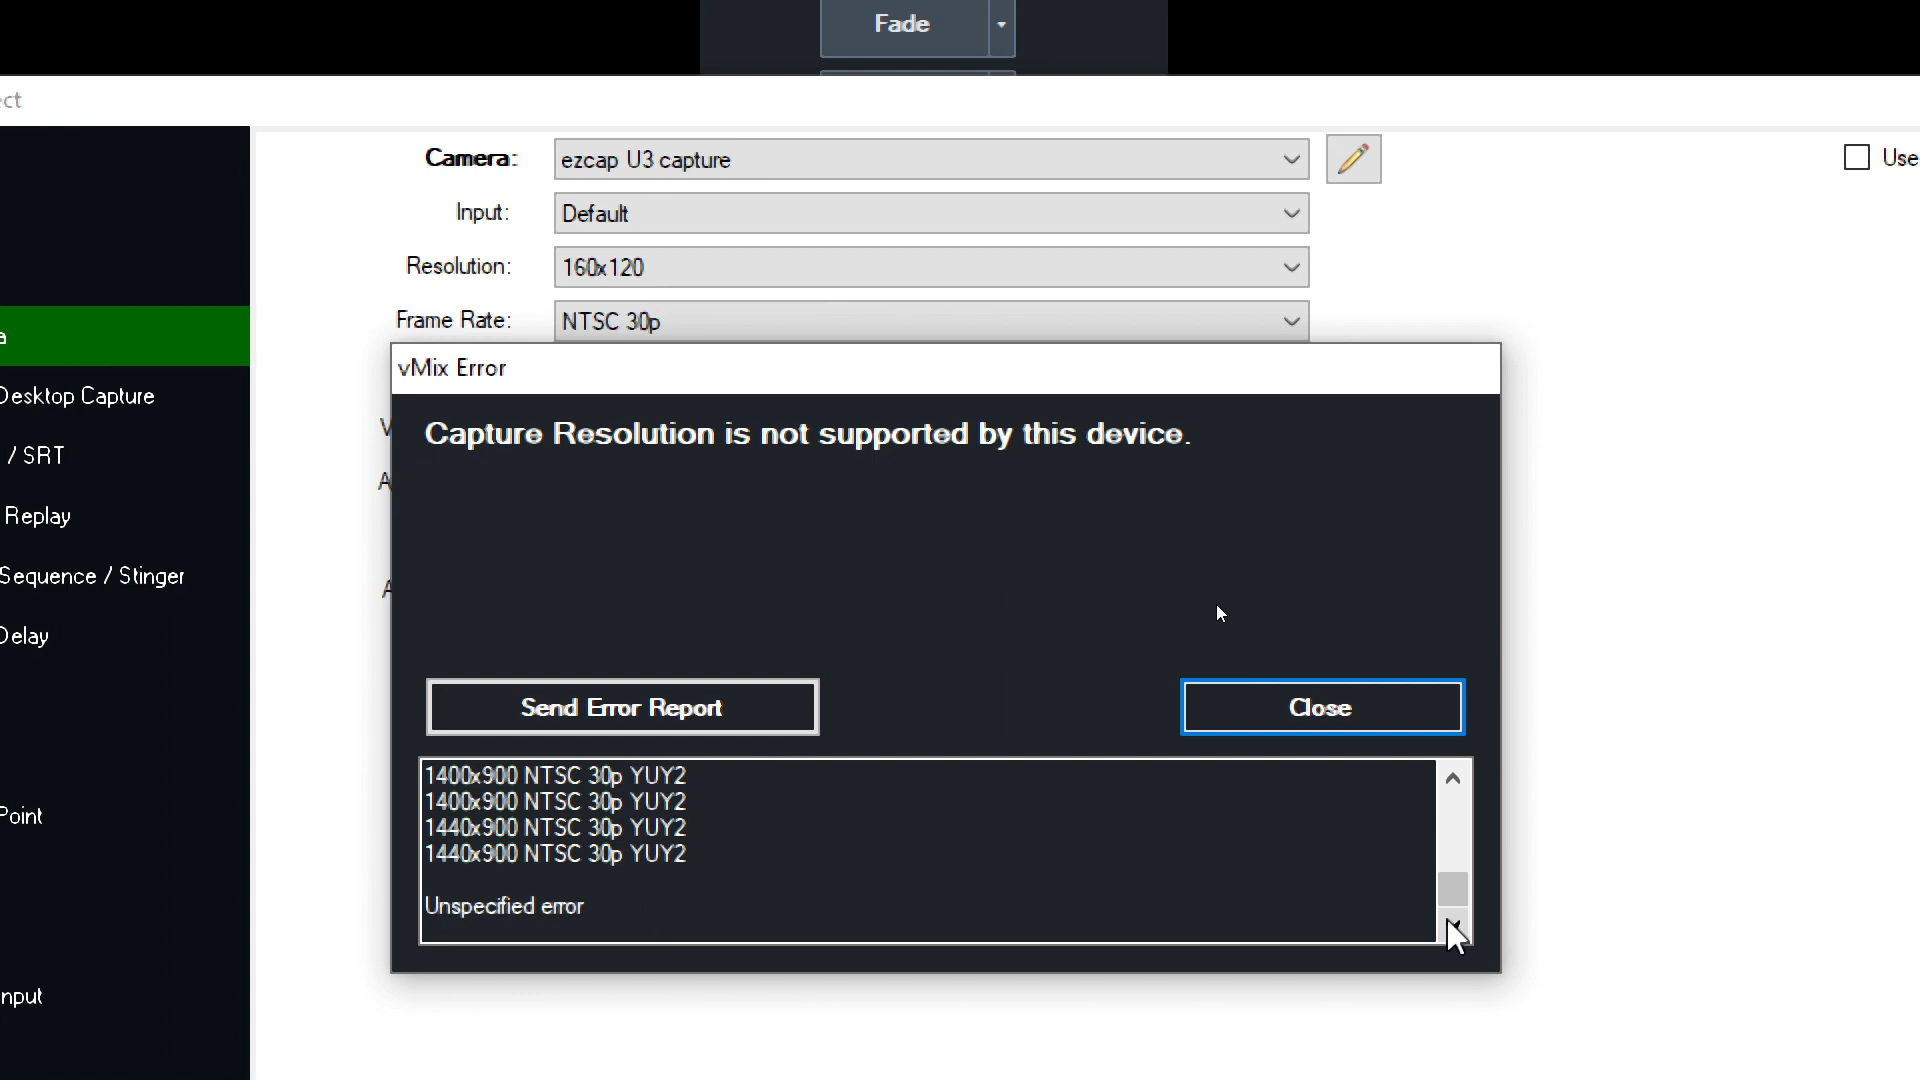 Fade
ect
Camera:
ezcap U3 capture
Use
Input:
Default
Resolution:
160x120
Frame Rate:
NTSC 30p
a
Desktop Capture
/ SRT
Replay
Sequence / Stinger
Delay
Point
nput
V
A
A
vMix Error
Capture Resolution is not supported by this device.
Send Error Report
Close
1400x900 NTSC 30p YUY2
1400x900 NTSC 30p YUY2
1440x900 NTSC 30p YUY2
1440x900 NTSC 30p YUY2
Unspecified error